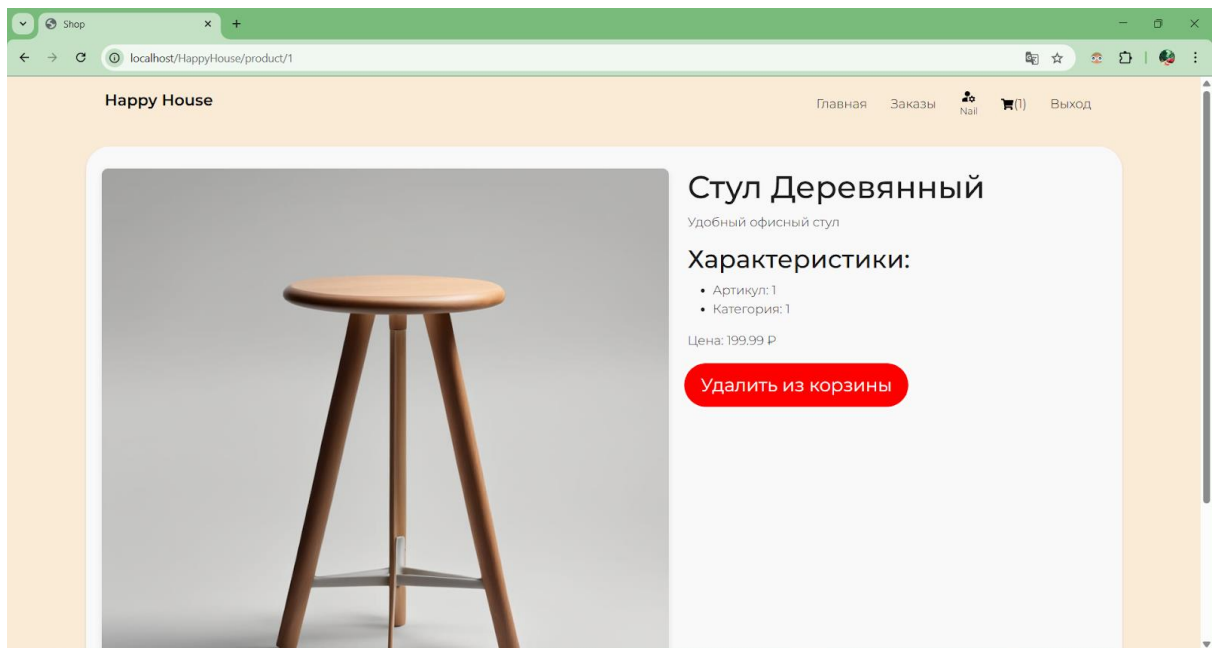 Shop
localhost/HappyHouse/product/1
Happy House
Главная
Заказы
Nail
(1)
Выход
Стул Деревянный
Удобный офисный стул
Характеристики:
• Артикул: 1
• Категория: 1
Цена: 199.99 ₽
Удалить из корзины